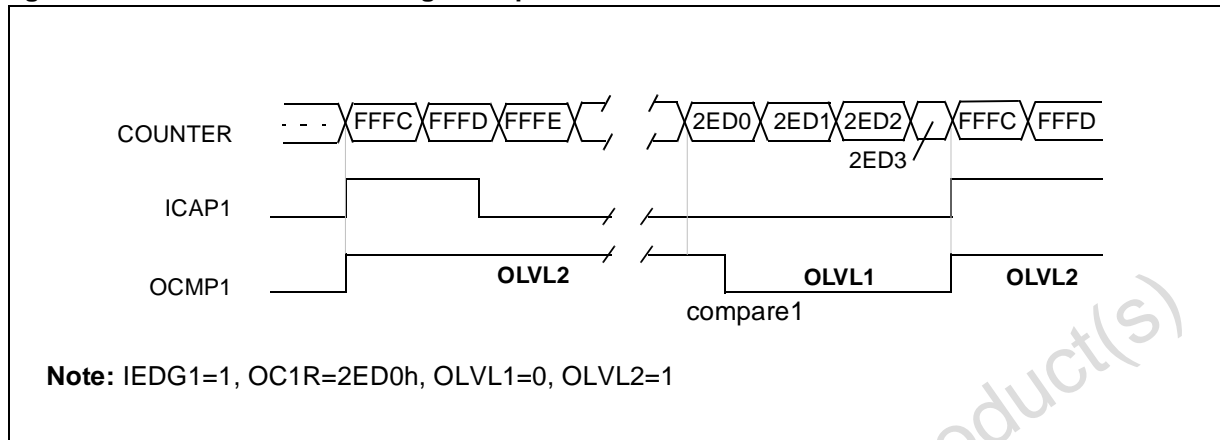 COUNTER - - - FFFC FFFD FFFE 2ED0 2ED1 2ED2 FFFC FFFD
2ED3
ICAP1
OCMP1 OLVL2 OLVL1 OLVL2
compare1
Note: IEDG1=1, OC1R=2ED0h, OLVL1=0, OLVL2=1